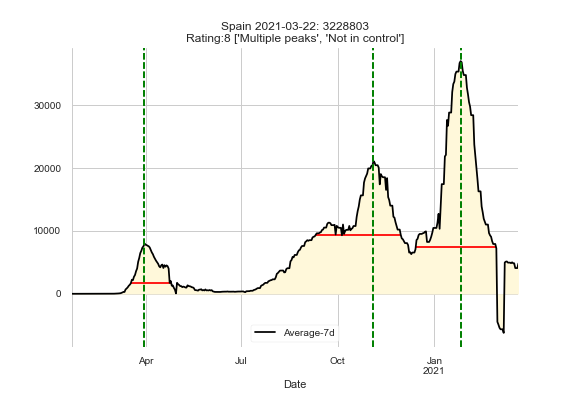 Spain 2021-03-22: 3228803
Rating:8 ['Multiple peaks', 'Not in control']
30000
20000
10000
0
Average-7d
Apr Jul Oct Jan
2021
Date